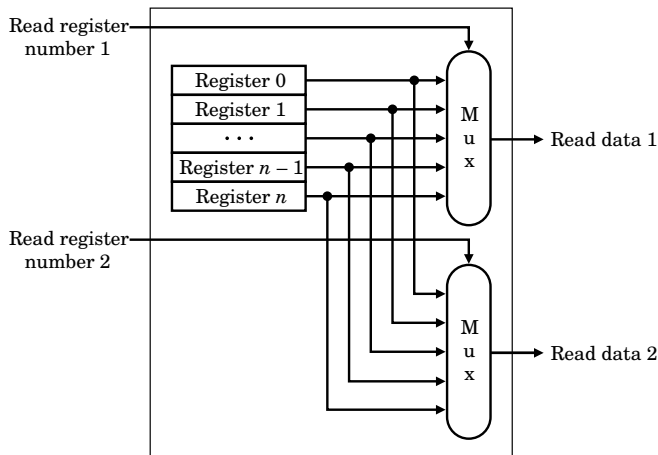 Read register
number 1
Register 0
Register 1
. . .
Register n – 1
Register n
M
u
x
Read data 1
Read register
number 2
M
u
x
Read data 2